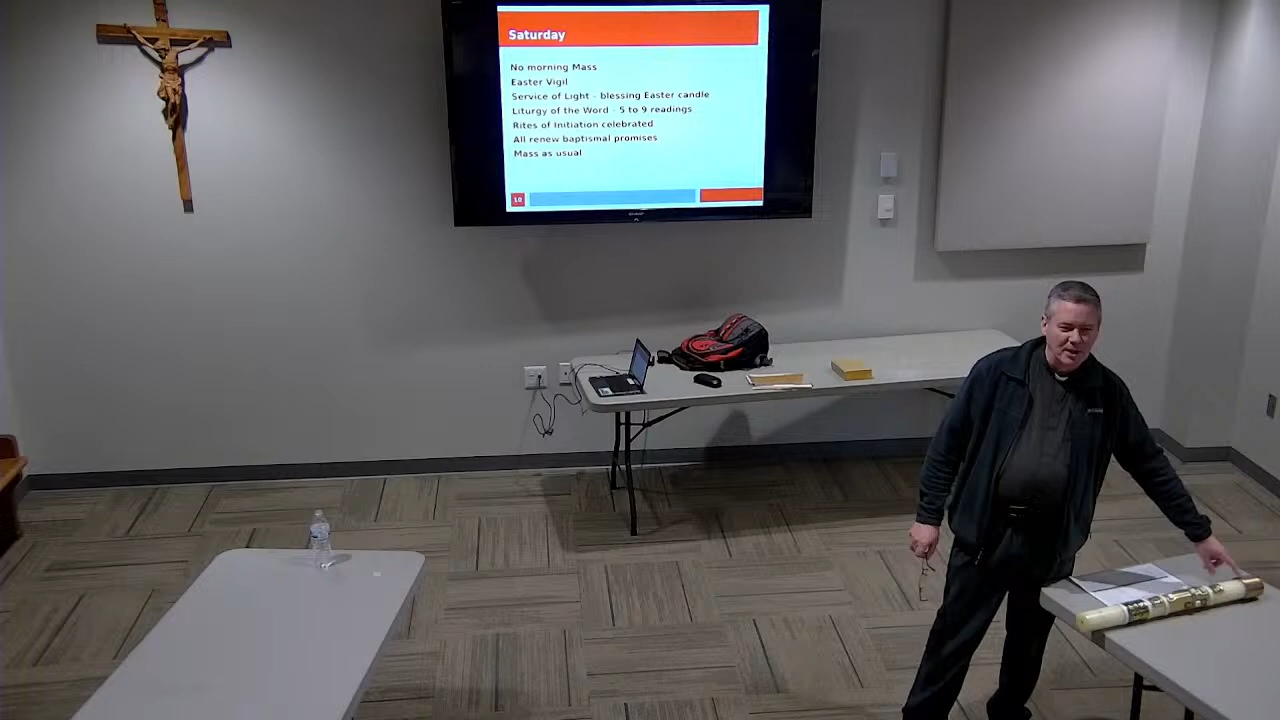 Saturday
No morning Mass
Easter Vigil
Service of Light - blessing Easter candle
Liturgy of the Word - 5 to 9 readings
Rites of Initiation celebrated
All renew baptismal promises
Mass as usual
10